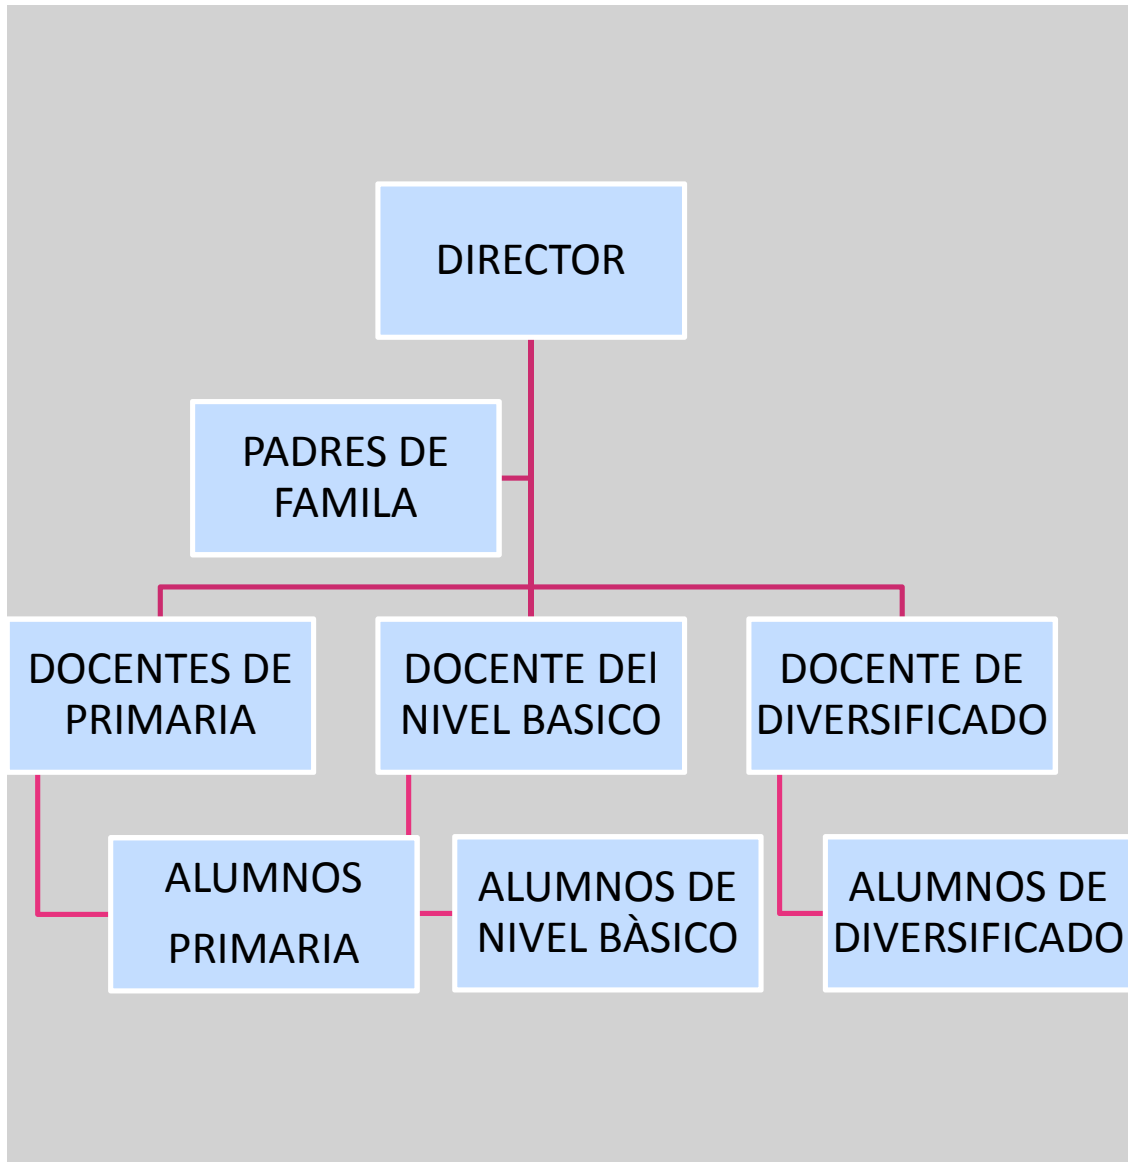 DIRECTOR
PADRES DE
FAMILA
DOCENTES DE
PRIMARIA
DOCENTE DEl
NIVEL BASICO
DOCENTE DE
DIVERSIFICADO
ALUMNOS
PRIMARIA
ALUMNOS DE
NIVEL BÀSICO
ALUMNOS DE
DIVERSIFICADO